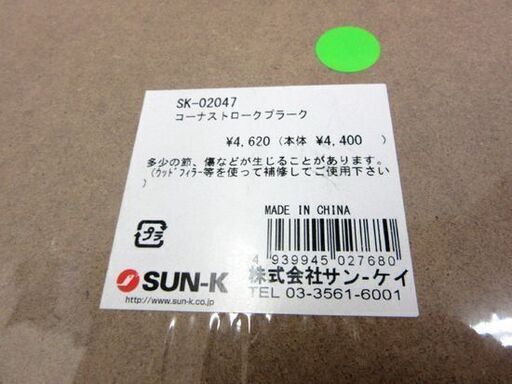 SK-02047
コーナストロークプラーク
¥4,620(本体 ¥4,400 )
多少の節、傷などが生じることがあります。
(ウッドフィラー等を使って補修してご使用下さい
)
MADE IN CHINA
4 939945 027680
プラ
SUN-K
株式会社サン-ケイ
http://www.sun-k.co.jp
TEL 03-3561-6001